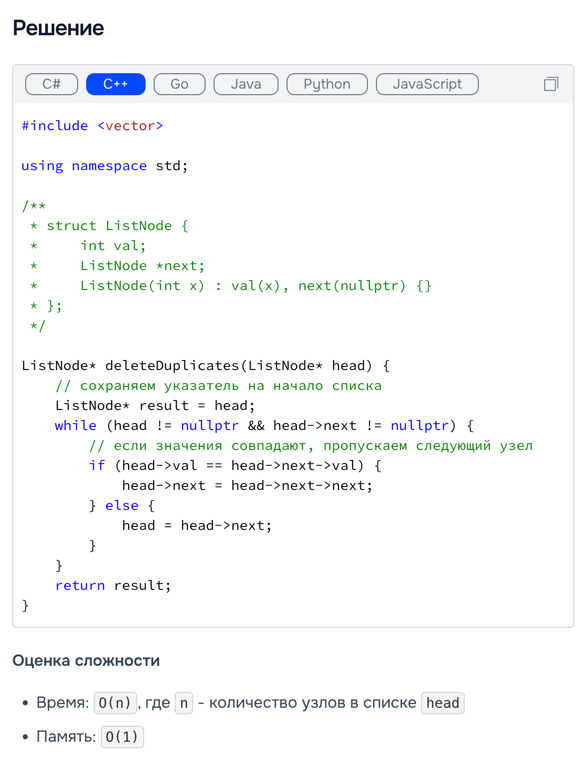 Решение
C# C++ Go Java Python JavaScript
#include <vector>
using namespace std;
/**
 * struct ListNode {
 *     int val;
 *     ListNode *next;
 *     ListNode(int x) : val(x), next(nullptr) {}
 * };
 */
ListNode* deleteDuplicates(ListNode* head) {
    // сохраняем указатель на начало списка
    ListNode* result = head;
    while (head != nullptr && head->next != nullptr) {
        // если значения совпадают, пропускаем следующий узел
        if (head->val == head->next->val) {
            head->next = head->next->next;
        } else {
            head = head->next;
        }
    }
    return result;
}
Оценка сложности
• Время: O(n), где n - количество узлов в списке head
• Память: O(1)